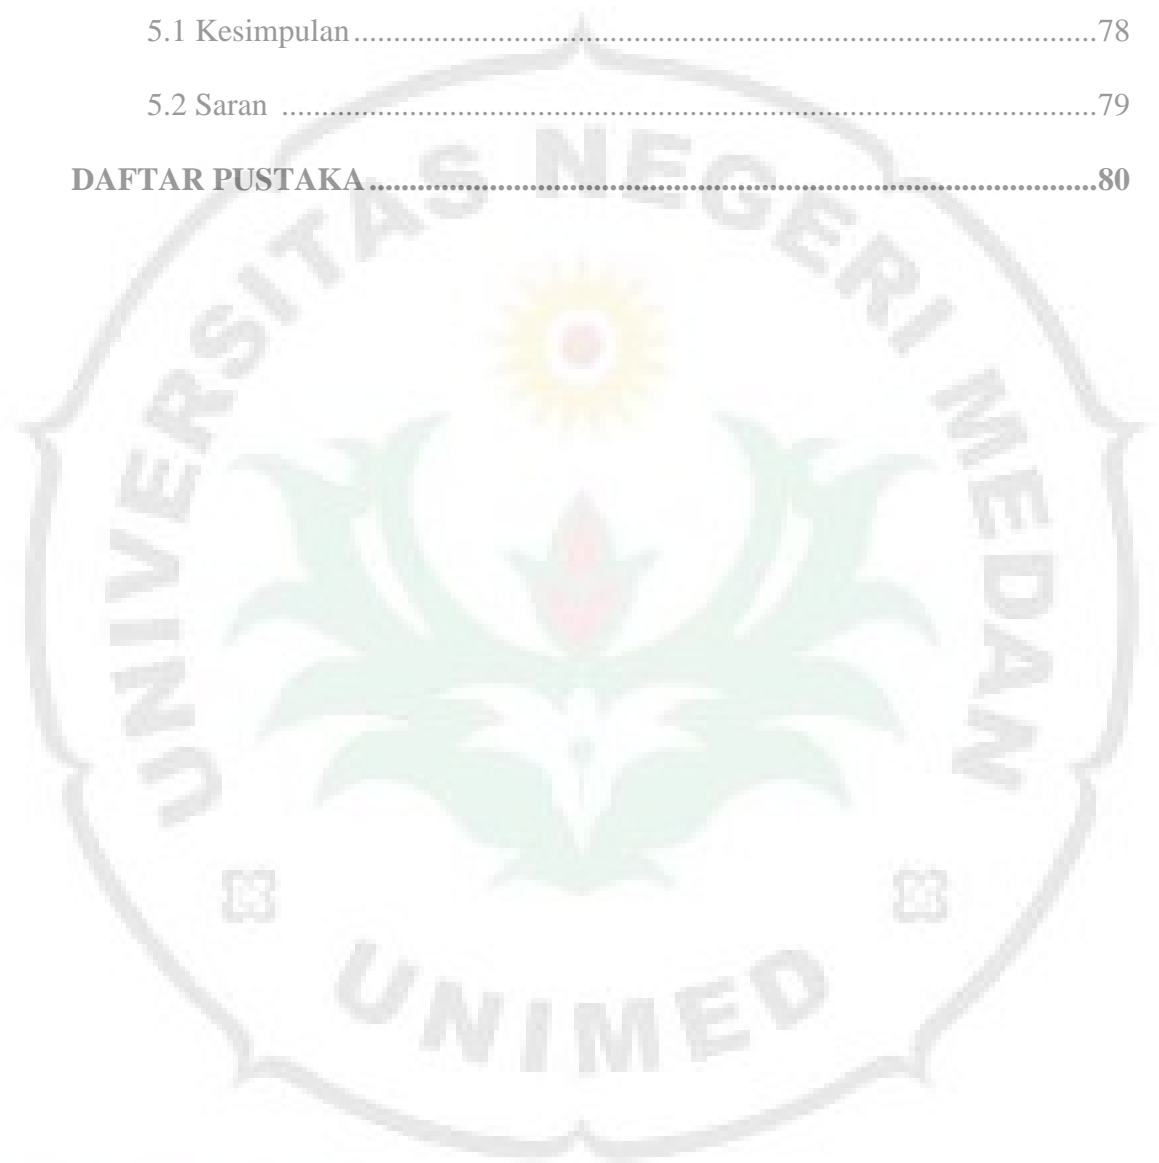 5.1 Kesimpulan.............................................................................................78
5.2 Saran ......................................................................................................79
DAFTAR PUSTAKA...........................................................................................80
UNIVERSITAS NEGERI MEDAN
UNIMED